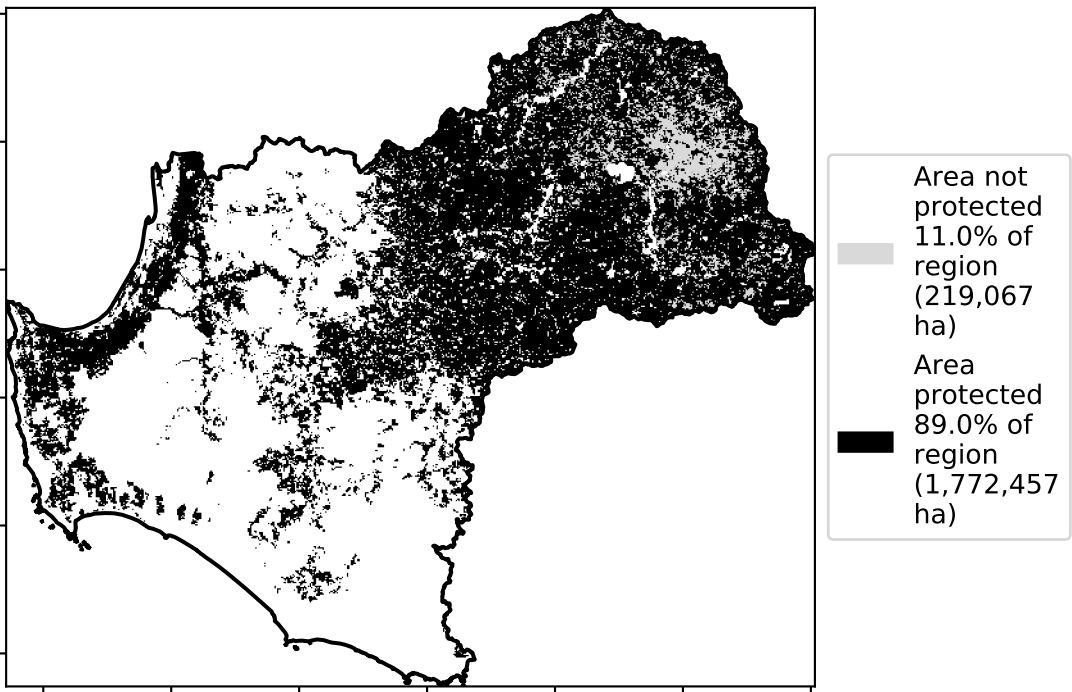 Area not
protected
11.0% of
region
(219,067
ha)
Area
protected
89.0% of
region
(1,772,457
ha)